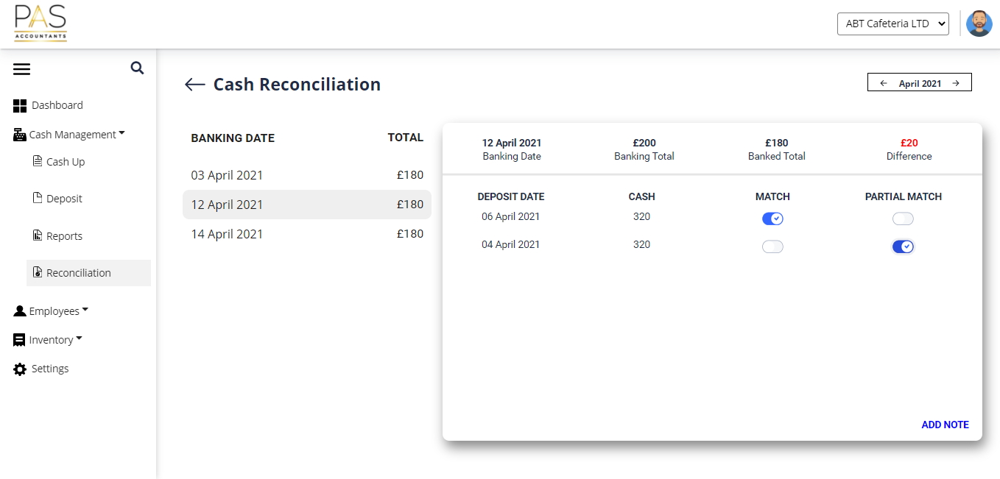 PAS
ACCOUNTANTS
ABT Cafeteria LTD
Dashboard
Cash Management
Cash Up
Deposit
Reports
Reconciliation
Employees
Inventory
Settings
Cash Reconciliation
April 2021
BANKING DATE TOTAL
03 April 2021 £180
12 April 2021 £180
14 April 2021 £180
12 April 2021 £200 £180 £20
Banking Date Banking Total Banked Total Difference
DEPOSIT DATE CASH MATCH PARTIAL MATCH
06 April 2021 320
04 April 2021 320
ADD NOTE